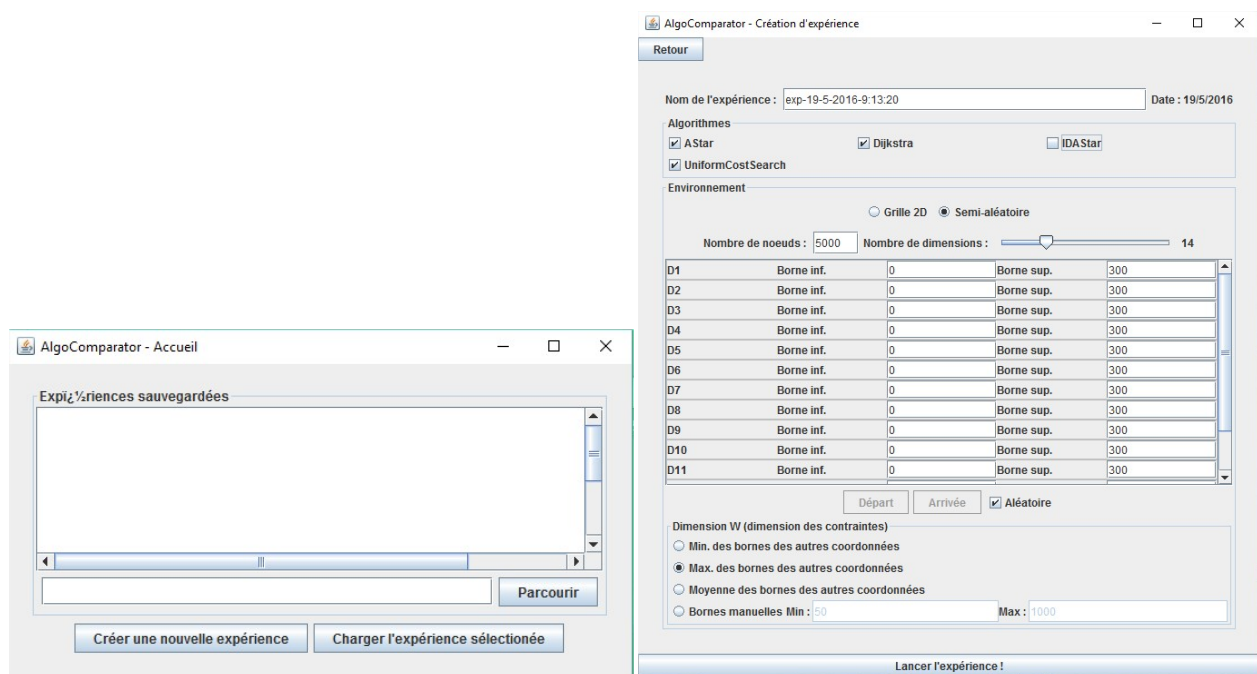 AlgoComparator - Accueil
Expï¿½riences sauvegardées
Parcourir
Créer une nouvelle expérience
Charger l'expérience sélectionée
AlgoComparator - Création d'expérience
Retour
Nom de l'expérience : exp-19-5-2016-9:13:20 Date : 19/5/2016
Algorithmes
AStar Dijkstra IDAStar
UniformCostSearch
Environnement
Grille 2D Semi-aléatoire
Nombre de noeuds : 5000 Nombre de dimensions : 14
D1 Borne inf. 0 Borne sup. 300
D2 Borne inf. 0 Borne sup. 300
D3 Borne inf. 0 Borne sup. 300
D4 Borne inf. 0 Borne sup. 300
D5 Borne inf. 0 Borne sup. 300
D6 Borne inf. 0 Borne sup. 300
D7 Borne inf. 0 Borne sup. 300
D8 Borne inf. 0 Borne sup. 300
D9 Borne inf. 0 Borne sup. 300
D10 Borne inf. 0 Borne sup. 300
D11 Borne inf. 0 Borne sup. 300
Départ Arrivée Aléatoire
Dimension W (dimension des contraintes)
Min. des bornes des autres coordonnées
Max. des bornes des autres coordonnées
Moyenne des bornes des autres coordonnées
Bornes manuelles Min : 50 Max : 1000
Lancer l'expérience !